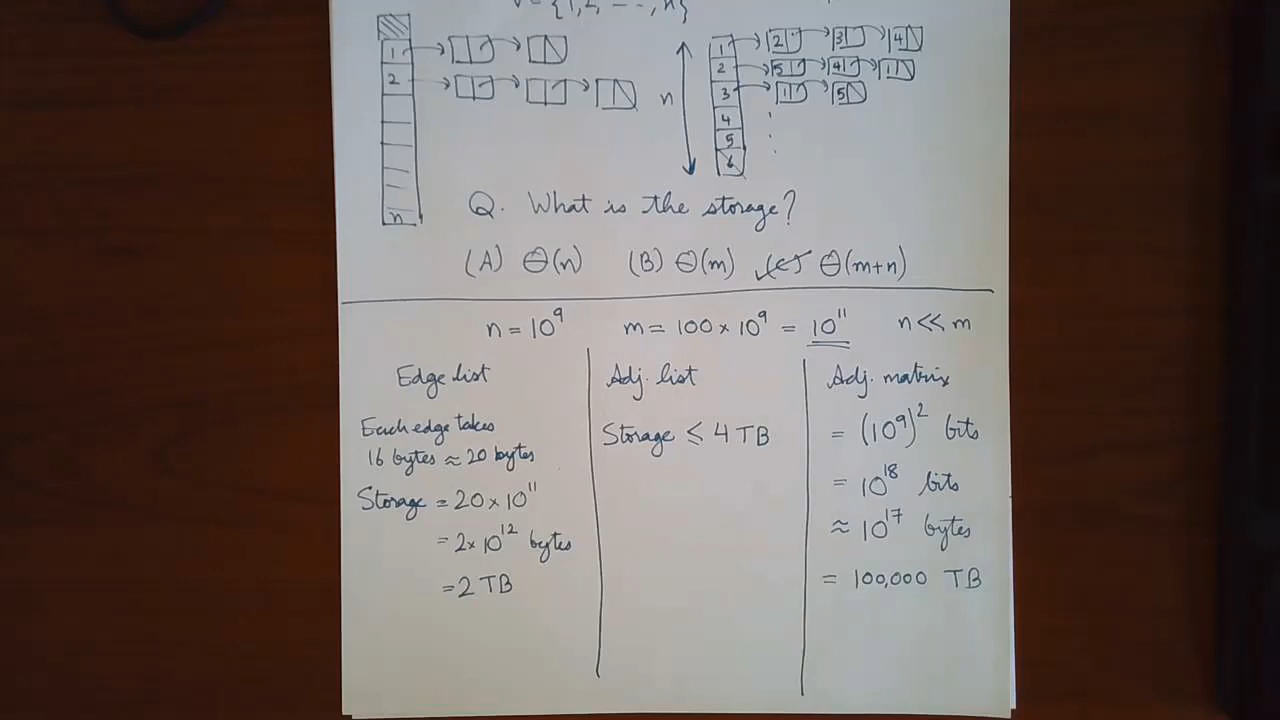 V = {1,2, --- , n}
1
2
n
n
1 2 3 4
2 5 4 1
3 1 5
4
5
6
Q. What is the storage?
(A) Θ(n) (B) Θ(m) (C) Θ(m+n)
n = 10^9 m = 100 × 10^9 = 10^11 n << m
Edge list
Each edge takes
16 bytes ≈ 20 bytes
Storage = 20 × 10^11
= 2 × 10^12 bytes
= 2 TB
Adj. list
Storage ≤ 4 TB
Adj. matrix
= (10^9)^2 bits
= 10^18 bits
≈ 10^17 bytes
= 100,000 TB